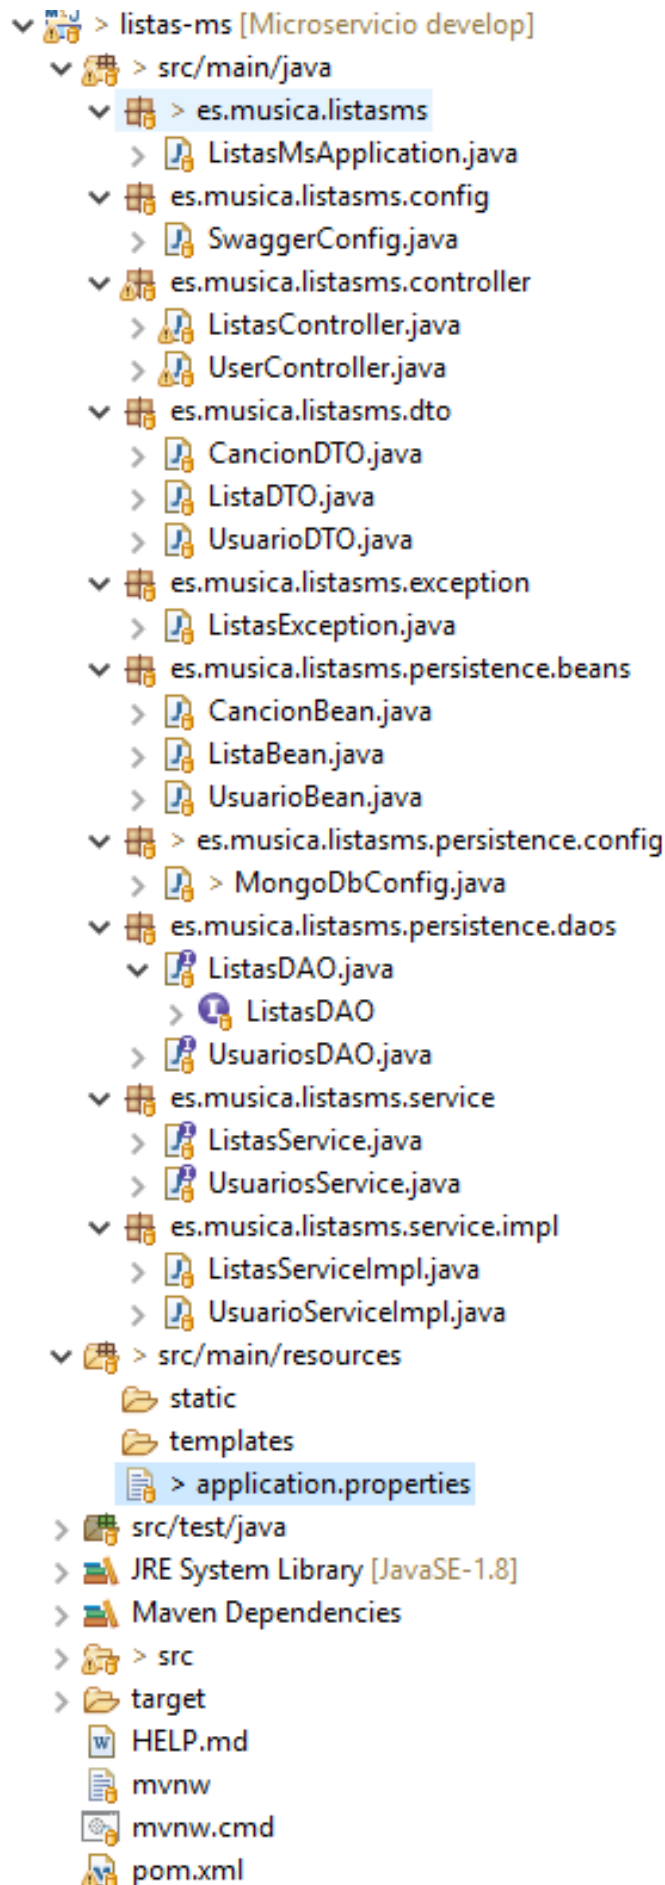 > listas-ms [Microservicio develop]
> src/main/java
> es.musica.listasms
ListasMsApplication.java
es.musica.listasms.config
SwaggerConfig.java
es.musica.listasms.controller
ListasController.java
UserController.java
es.musica.listasms.dto
CancionDTO.java
ListaDTO.java
UsuarioDTO.java
es.musica.listasms.exception
ListasException.java
es.musica.listasms.persistence.beans
CancionBean.java
ListaBean.java
UsuarioBean.java
> es.musica.listasms.persistence.config
> MongoDbConfig.java
es.musica.listasms.persistence.daos
ListasDAO.java
ListasDAO
UsuariosDAO.java
es.musica.listasms.service
ListasService.java
UsuariosService.java
es.musica.listasms.service.impl
ListasServiceImpl.java
UsuarioServiceImpl.java
> src/main/resources
static
templates
> application.properties
src/test/java
JRE System Library [JavaSE-1.8]
Maven Dependencies
> src
target
HELP.md
mvnw
mvnw.cmd
pom.xml